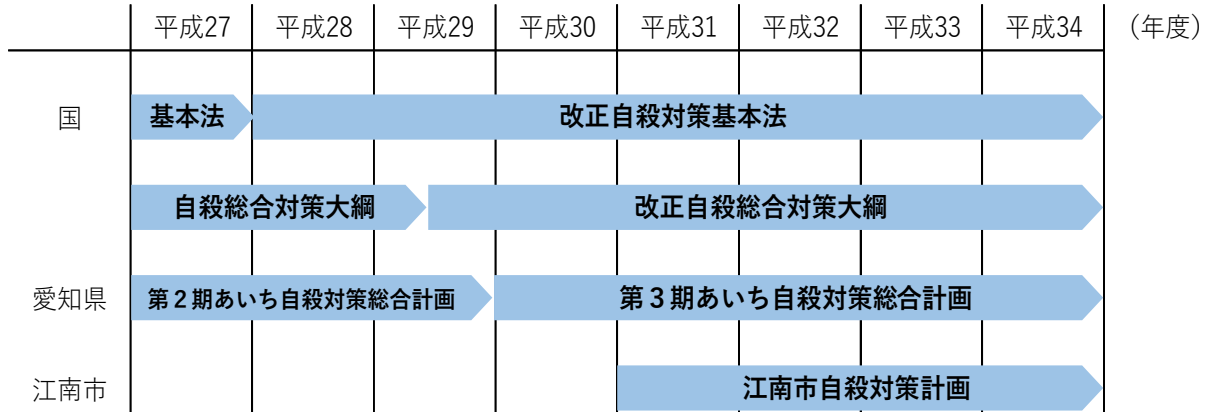 平成27 平成28 平成29 平成30 平成31 平成32 平成33 平成34 （年度）
国 基本法 改正自殺対策基本法
自殺総合対策大綱 改正自殺総合対策大綱
愛知県 第２期あいち自殺対策総合計画 第３期あいち自殺対策総合計画
江南市 江南市自殺対策計画